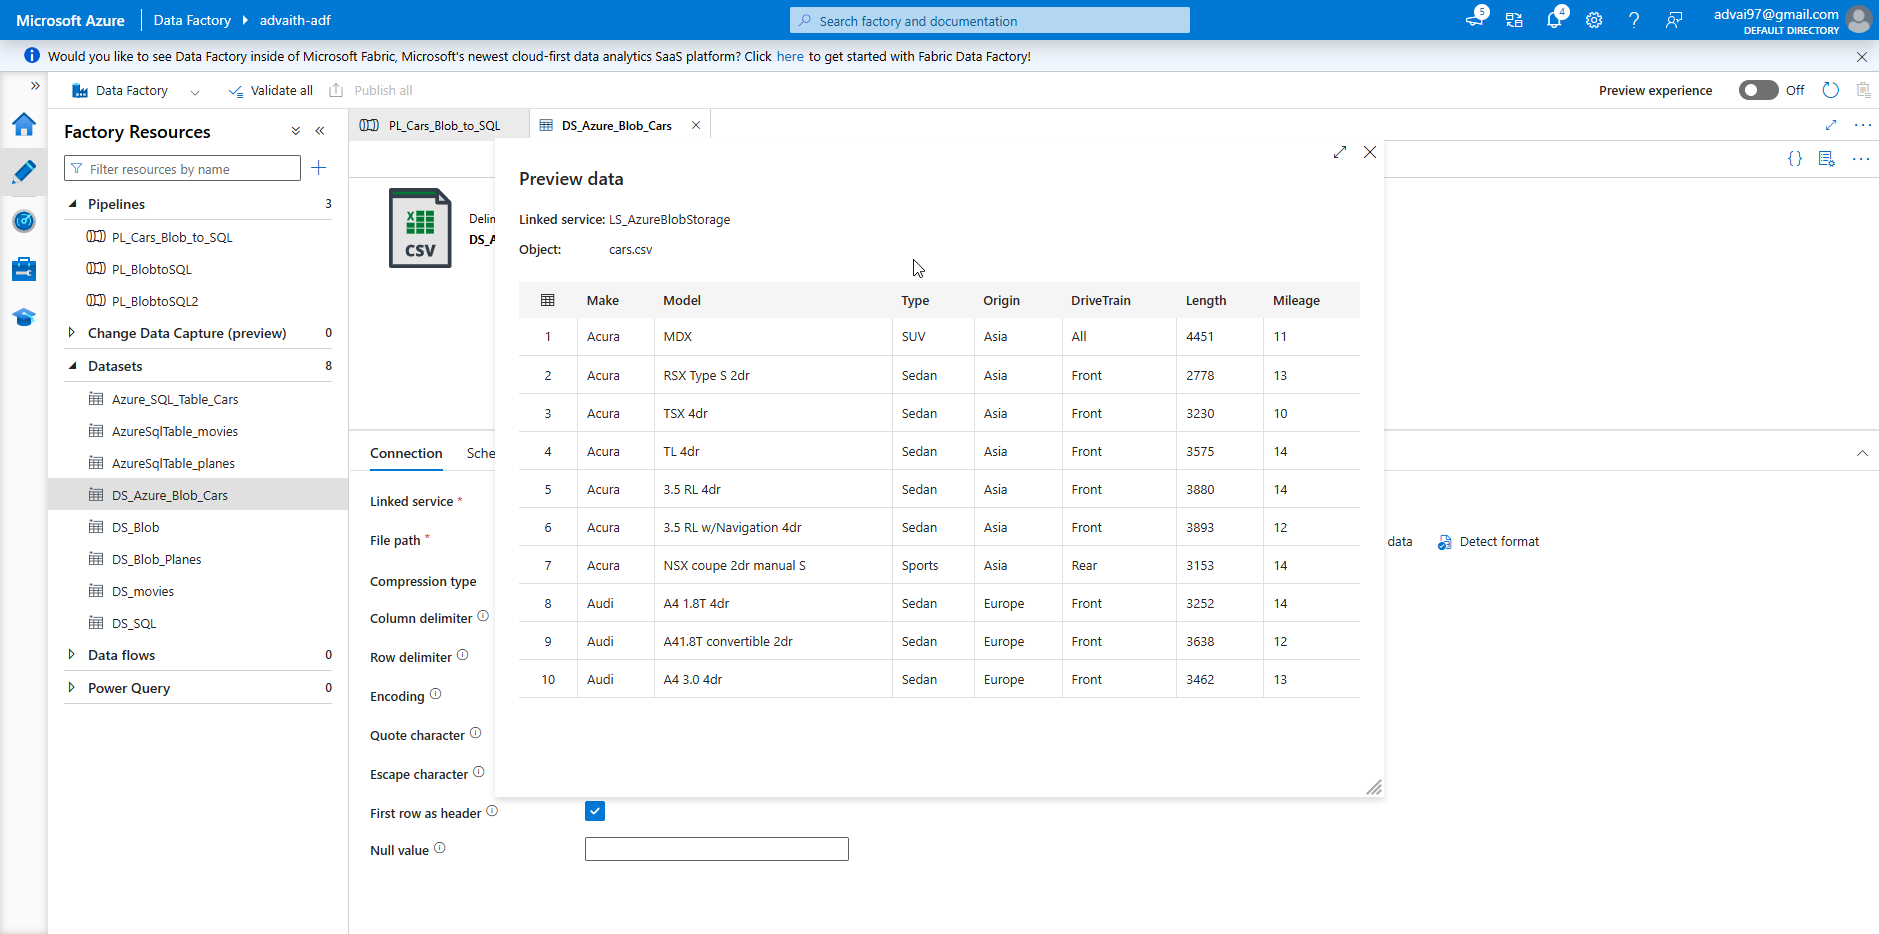 Microsoft Azure Data Factory advaith-adf Search factory and documentation 5 4 advai97@gmail.com
DEFAULT DIRECTORY
Would you like to see Data Factory inside of Microsoft Fabric, Microsoft's newest cloud-first data analytics SaaS platform? Click here to get started with Fabric Data Factory!
Data Factory Validate all Publish all Preview experience Off
Factory Resources
Filter resources by name
Pipelines 3
PL_Cars_Blob_to_SQL
PL_BlobtoSQL
PL_BlobtoSQL2
Change Data Capture (preview) 0
Datasets 8
Azure_SQL_Table_Cars
AzureSqlTable_movies
AzureSqlTable_planes
DS_Azure_Blob_Cars
DS_Blob
DS_Blob_Planes
DS_movies
DS_SQL
Data flows 0
Power Query 0
PL_Cars_Blob_to_SQL DS_Azure_Blob_Cars
CSV
Delin
DS_A
Connection Sche
Linked service *
File path *
Compression type
Column delimiter
Row delimiter
Encoding
Quote character
Escape character
First row as header
Null value
data Detect format
Preview data
Linked service: LS_AzureBlobStorage
Object: cars.csv
Make Model Type Origin DriveTrain Length Mileage
1 Acura MDX SUV Asia All 4451 11
2 Acura RSX Type S 2dr Sedan Asia Front 2778 13
3 Acura TSX 4dr Sedan Asia Front 3230 10
4 Acura TL 4dr Sedan Asia Front 3575 14
5 Acura 3.5 RL 4dr Sedan Asia Front 3880 14
6 Acura 3.5 RL w/Navigation 4dr Sedan Asia Front 3893 12
7 Acura NSX coupe 2dr manual S Sports Asia Rear 3153 14
8 Audi A4 1.8T 4dr Sedan Europe Front 3252 14
9 Audi A41.8T convertible 2dr Sedan Europe Front 3638 12
10 Audi A4 3.0 4dr Sedan Europe Front 3462 13